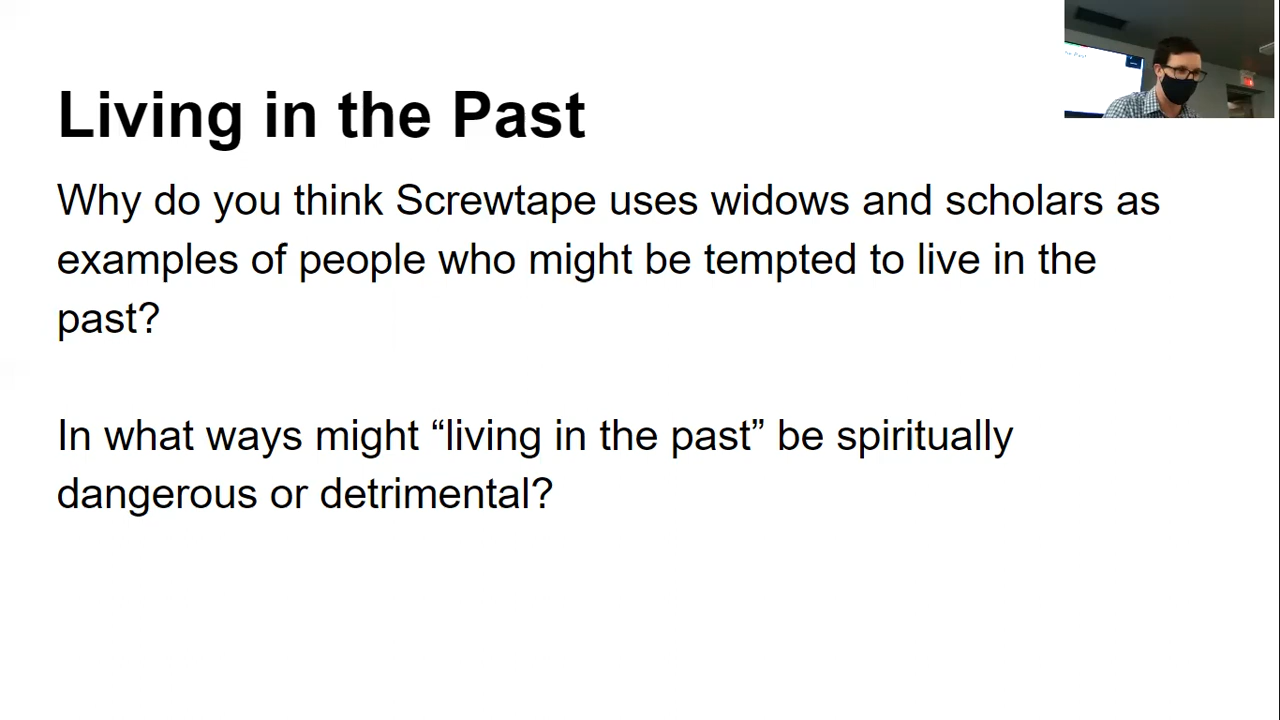 Living in the Past
Why do you think Screwtape uses widows and scholars as
examples of people who might be tempted to live in the
past?
In what ways might “living in the past” be spiritually
dangerous or detrimental?